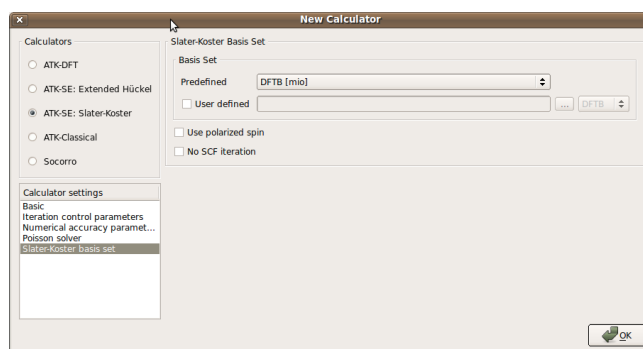 New Calculator
Calculators
ATK-DFT
ATK-SE: Extended Hückel
ATK-SE: Slater-Koster
ATK-Classical
Socorro
Calculator settings
Basic
Iteration control parameters
Numerical accuracy paramet...
Poisson solver
Slater-Koster basis set
Slater-Koster Basis Set
Basis Set
Predefined DFTB [mio]
User defined ... DFTB
Use polarized spin
No SCF iteration
OK